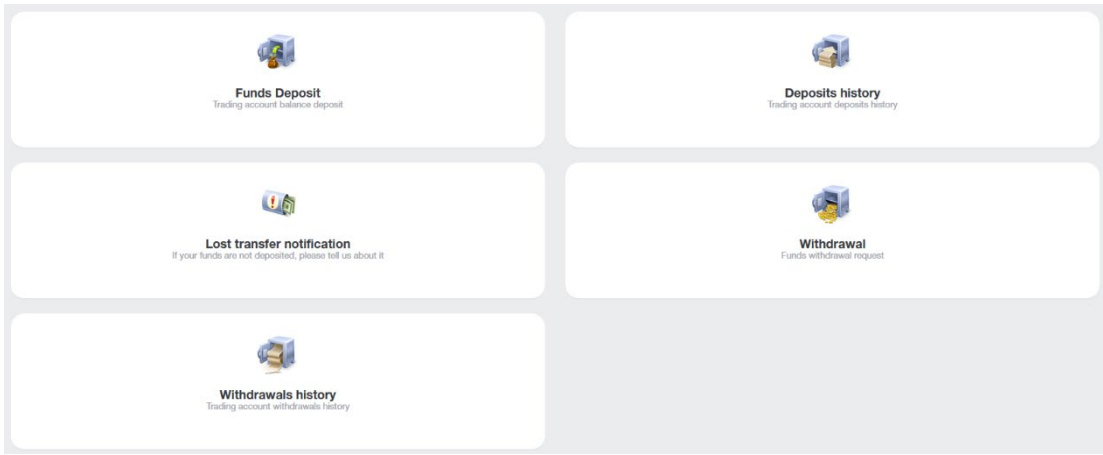 Funds Deposit
Trading account balance deposit
Deposits history
Trading account deposits history
Lost transfer notification
If your funds are not deposited, please tell us about it
Withdrawal
Funds withdrawal request
Withdrawals history
Trading account withdrawals history